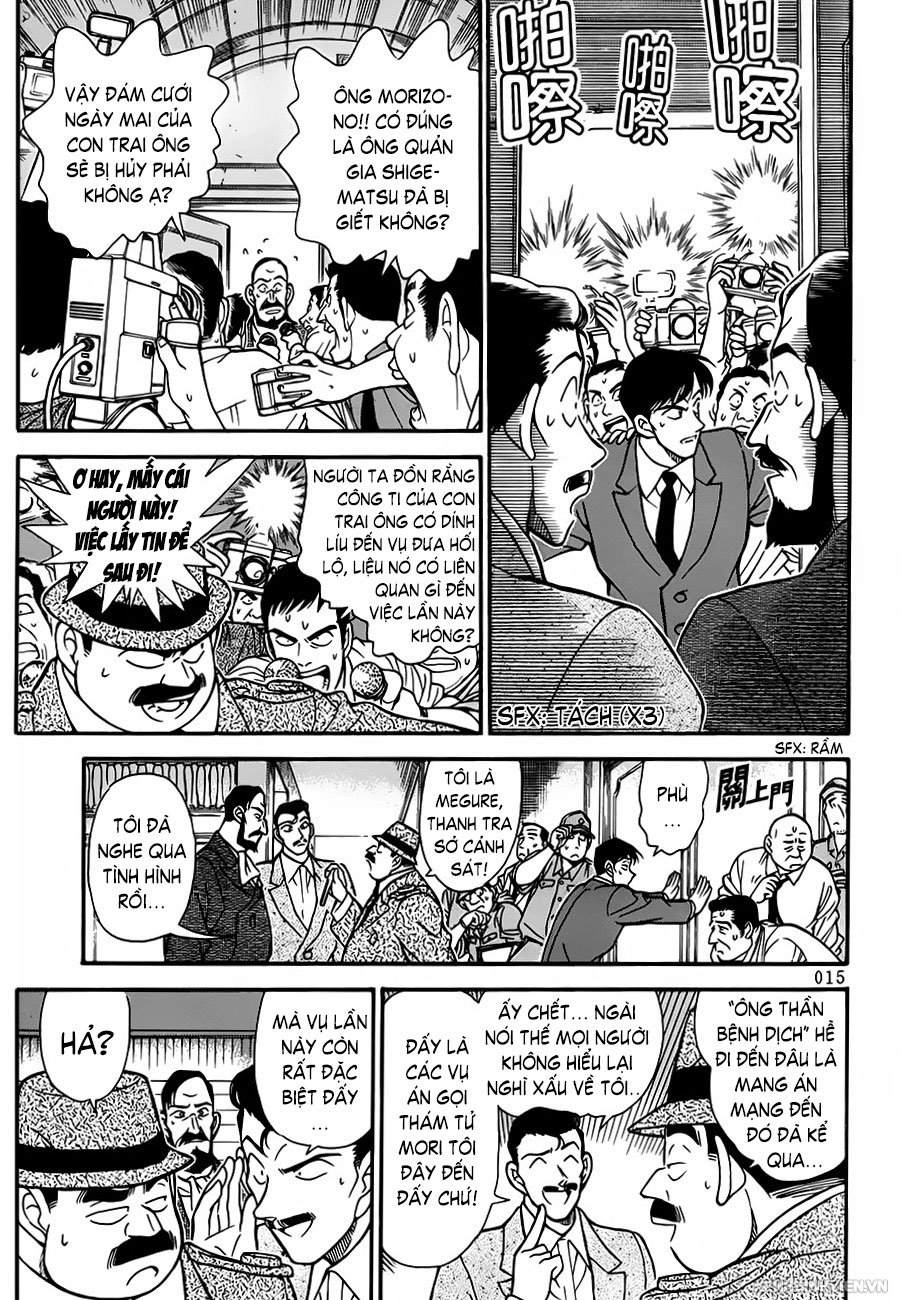 啪嚓
啪嚓
啪嚓
ÔNG MORIZO-
NO!! CÓ ĐÚNG
LÀ ÔNG QUẢN
GIA SHIGE-
MATSU ĐÃ BỊ
GIẾT KHÔNG?
VẬY ĐÁM CƯỚI
NGÀY MAI CỦA
CON TRAI ÔNG
SẼ BỊ HỦY PHẢI
KHÔNG Ạ?
SFX: TÁCH (X3)
NGƯỜI TA ĐỒN RẰNG
CÔNG TI CỦA CON
TRAI ÔNG CÓ DÍNH
LÍU ĐẾN VỤ ĐƯA HỐI
LỘ, LIỆU NÓ CÓ LIÊN
QUAN GÌ ĐẾN
VIỆC LẦN NÀY
KHÔNG?
Ơ HAY, MẤY CÁI
NGƯỜI NÀY!
VIỆC LẤY TIN ĐỂ
SAU ĐI!
SFX: RẦM
關上門
PHÙ
...
TÔI LÀ
MEGURE,
THANH TRA
SỞ CẢNH
SÁT!
TÔI ĐÃ
NGHE QUA
TÌNH HÌNH
RỒI...
015
"ÔNG THẦN
BỆNH DỊCH" HỄ
ĐI ĐẾN ĐÂU LÀ
MANG ÁN
MẠNG ĐẾN
ĐÓ ĐÃ KỂ
QUA...
ẤY CHẾT... NGÀI
NÓI THẾ MỌI NGƯỜI
KHÔNG HIỂU LẠI
NGHĨ XẤU VỀ TÔI..
ĐẤY LÀ
CÁC VỤ
ÁN GỌI
THÁM TỬ
MORI TÔI
ĐÂY ĐẾN
ĐẤY CHỨ!
MÀ VỤ LẦN
NÀY CÒN
RẤT ĐẶC
BIỆT ĐẤY
...
HẢ?